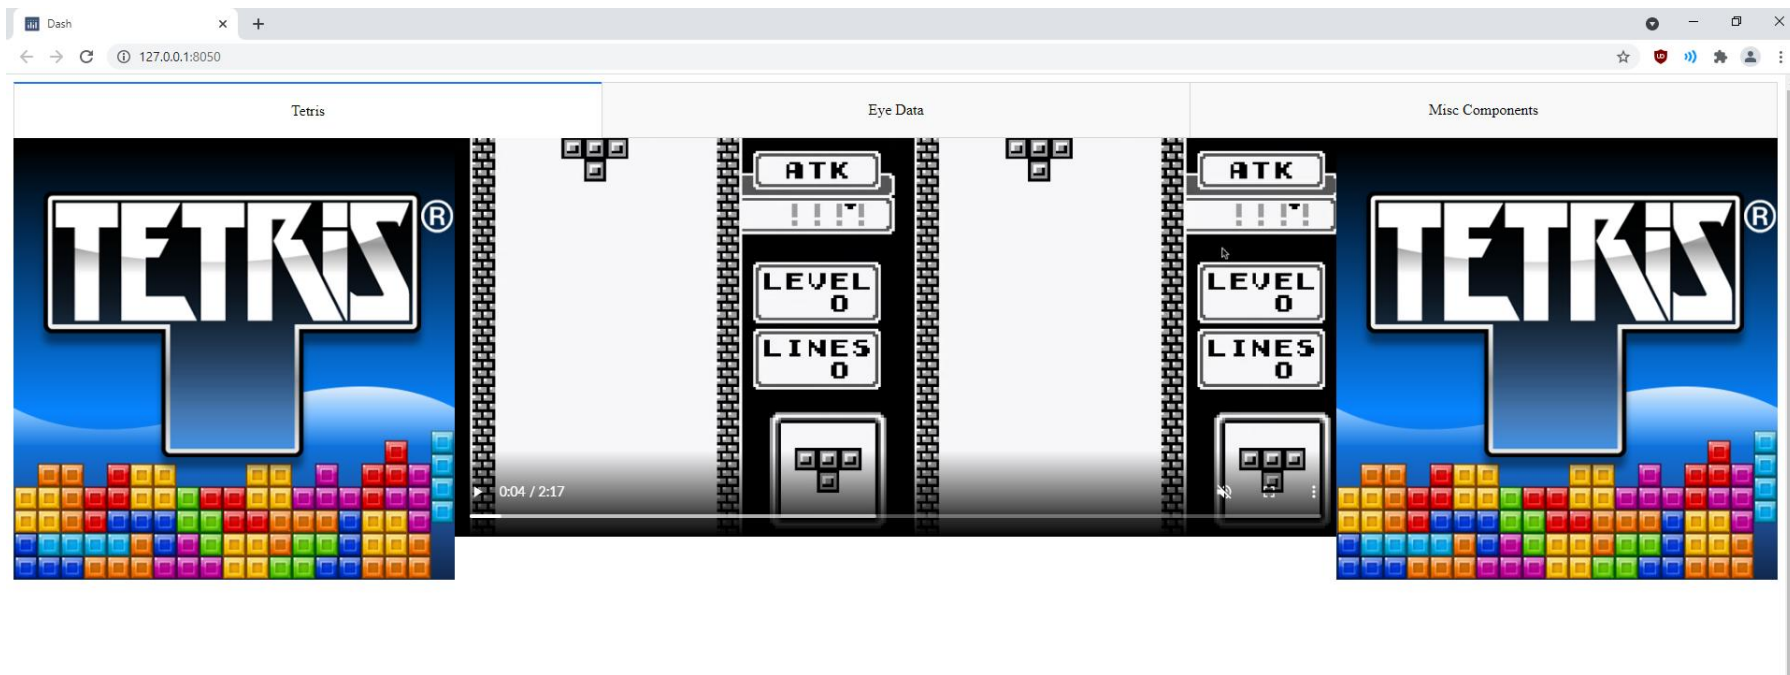 Dash
127.0.0.1:8050
Tetris
Eye Data
Misc Components
TETRIS®
ATK
! ! ! !
LEVEL
0
LINES
0
0:04 / 2:17
ATK
! ! ! !
LEVEL
0
LINES
0
TETRIS®